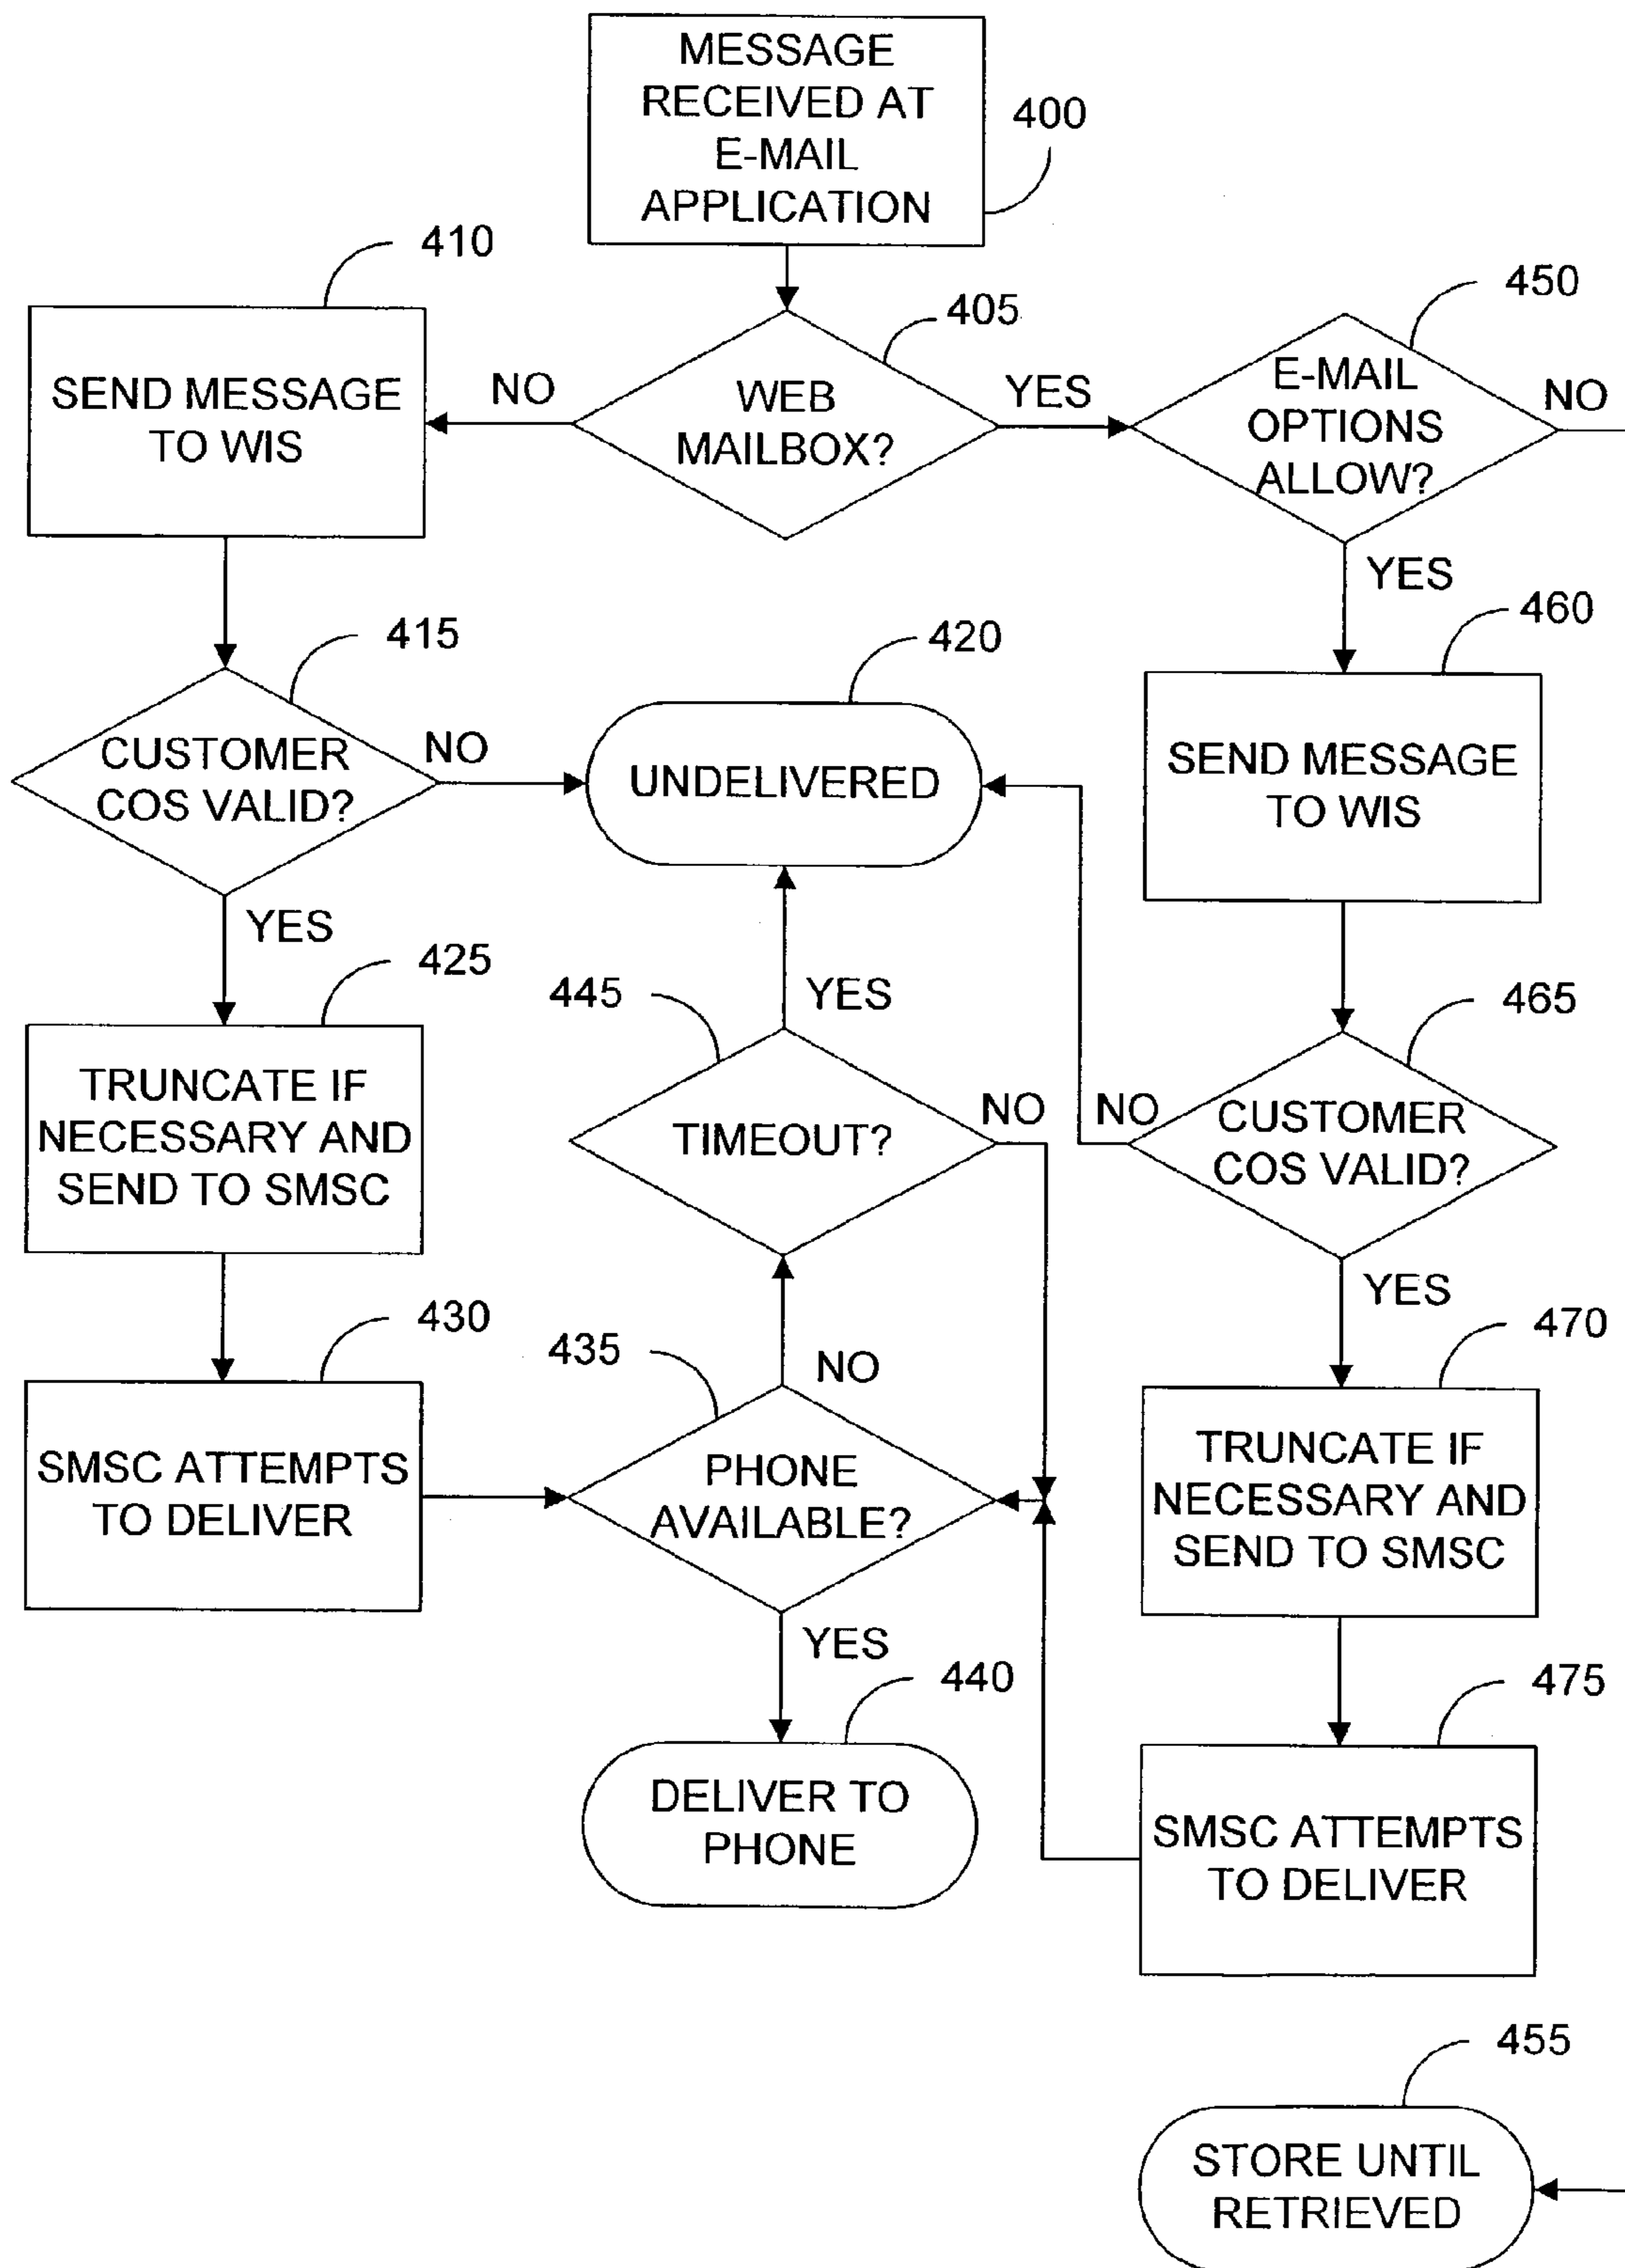 MESSAGE
RECEIVED AT
E-MAIL
APPLICATION
400
410
SEND MESSAGE
TO WIS
NO
405
WEB
MAILBOX?
YES
450
E-MAIL
OPTIONS
ALLOW?
NO
YES
415
CUSTOMER
COS VALID?
NO
420
UNDELIVERED
460
SEND MESSAGE
TO WIS
YES
425
TRUNCATE IF
NECESSARY AND
SEND TO SMSC
445
YES
TIMEOUT?
NO
NO
465
CUSTOMER
COS VALID?
YES
430
SMSC ATTEMPTS
TO DELIVER
435
NO
PHONE
AVAILABLE?
YES
470
TRUNCATE IF
NECESSARY AND
SEND TO SMSC
440
DELIVER TO
PHONE
475
SMSC ATTEMPTS
TO DELIVER
455
STORE UNTIL
RETRIEVED